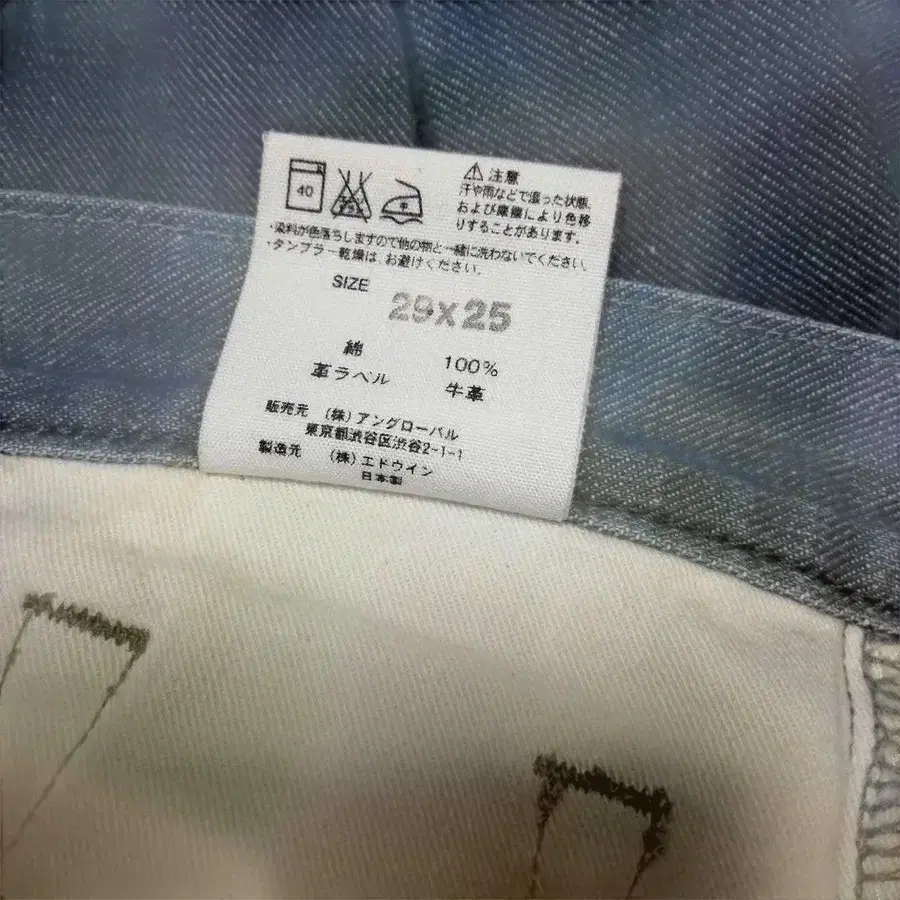 40
注意
汗や雨などで湿った状態、
および摩擦により色移
りすることがあります。
・染料が色落ちしますので他の物と一緒に洗わないでください。
・タンブラー乾燥は、お避けください。
SIZE 29x25
綿 100%
革ラベル 牛革
販売元 (株)アングローバル
東京都渋谷区渋谷2-1-1
製造元 (株)エドウイン
日本製